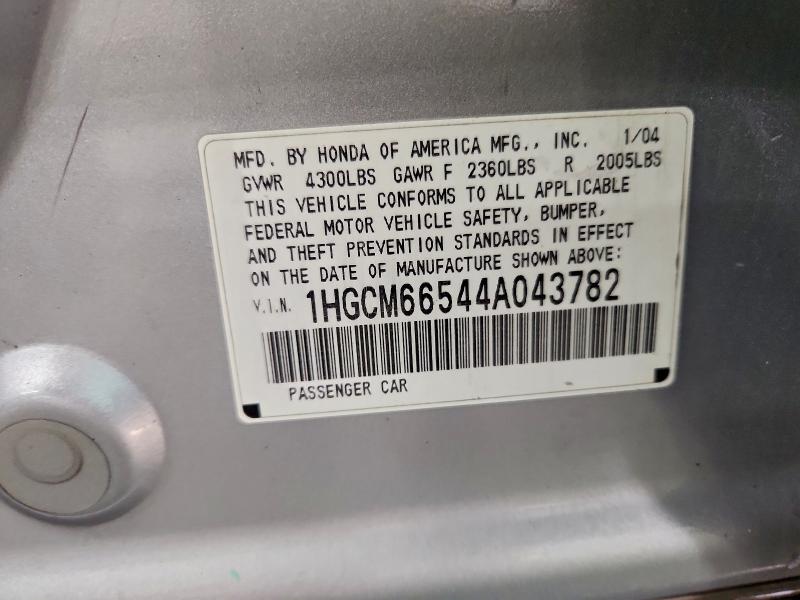 MFD. BY HONDA OF AMERICA MFG., INC. 1/04
GVWR 4300LBS GAWR F 2360LBS R 2005LBS
THIS VEHICLE CONFORMS TO ALL APPLICABLE
FEDERAL MOTOR VEHICLE SAFETY, BUMPER,
AND THEFT PREVENTION STANDARDS IN EFFECT
ON THE DATE OF MANUFACTURE SHOWN ABOVE:
V.I.N. 1HGCM66544A043782
PASSENGER CAR